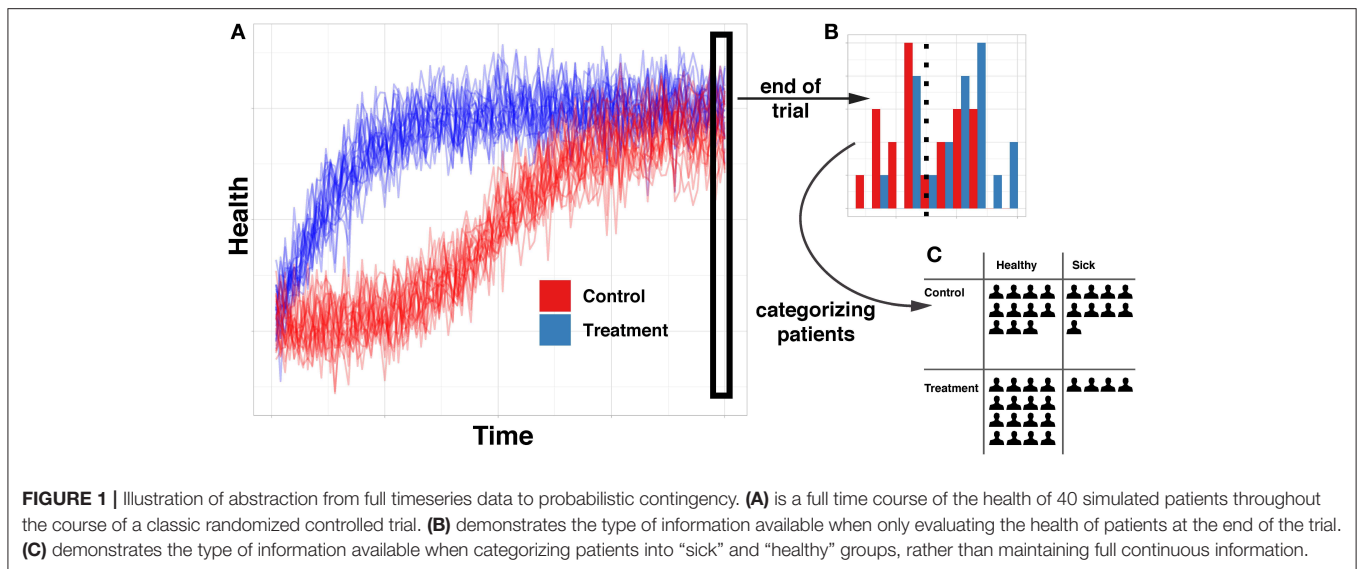 A
Health
Time
Control
Treatment
end of
trial
B
categorizing
patients
C
Healthy Sick
Control
Treatment
FIGURE 1 | Illustration of abstraction from full timeseries data to probabilistic contingency. (A) is a full time course of the health of 40 simulated patients throughout
the course of a classic randomized controlled trial. (B) demonstrates the type of information available when only evaluating the health of patients at the end of the trial.
(C) demonstrates the type of information available when categorizing patients into “sick” and “healthy” groups, rather than maintaining full continuous information.